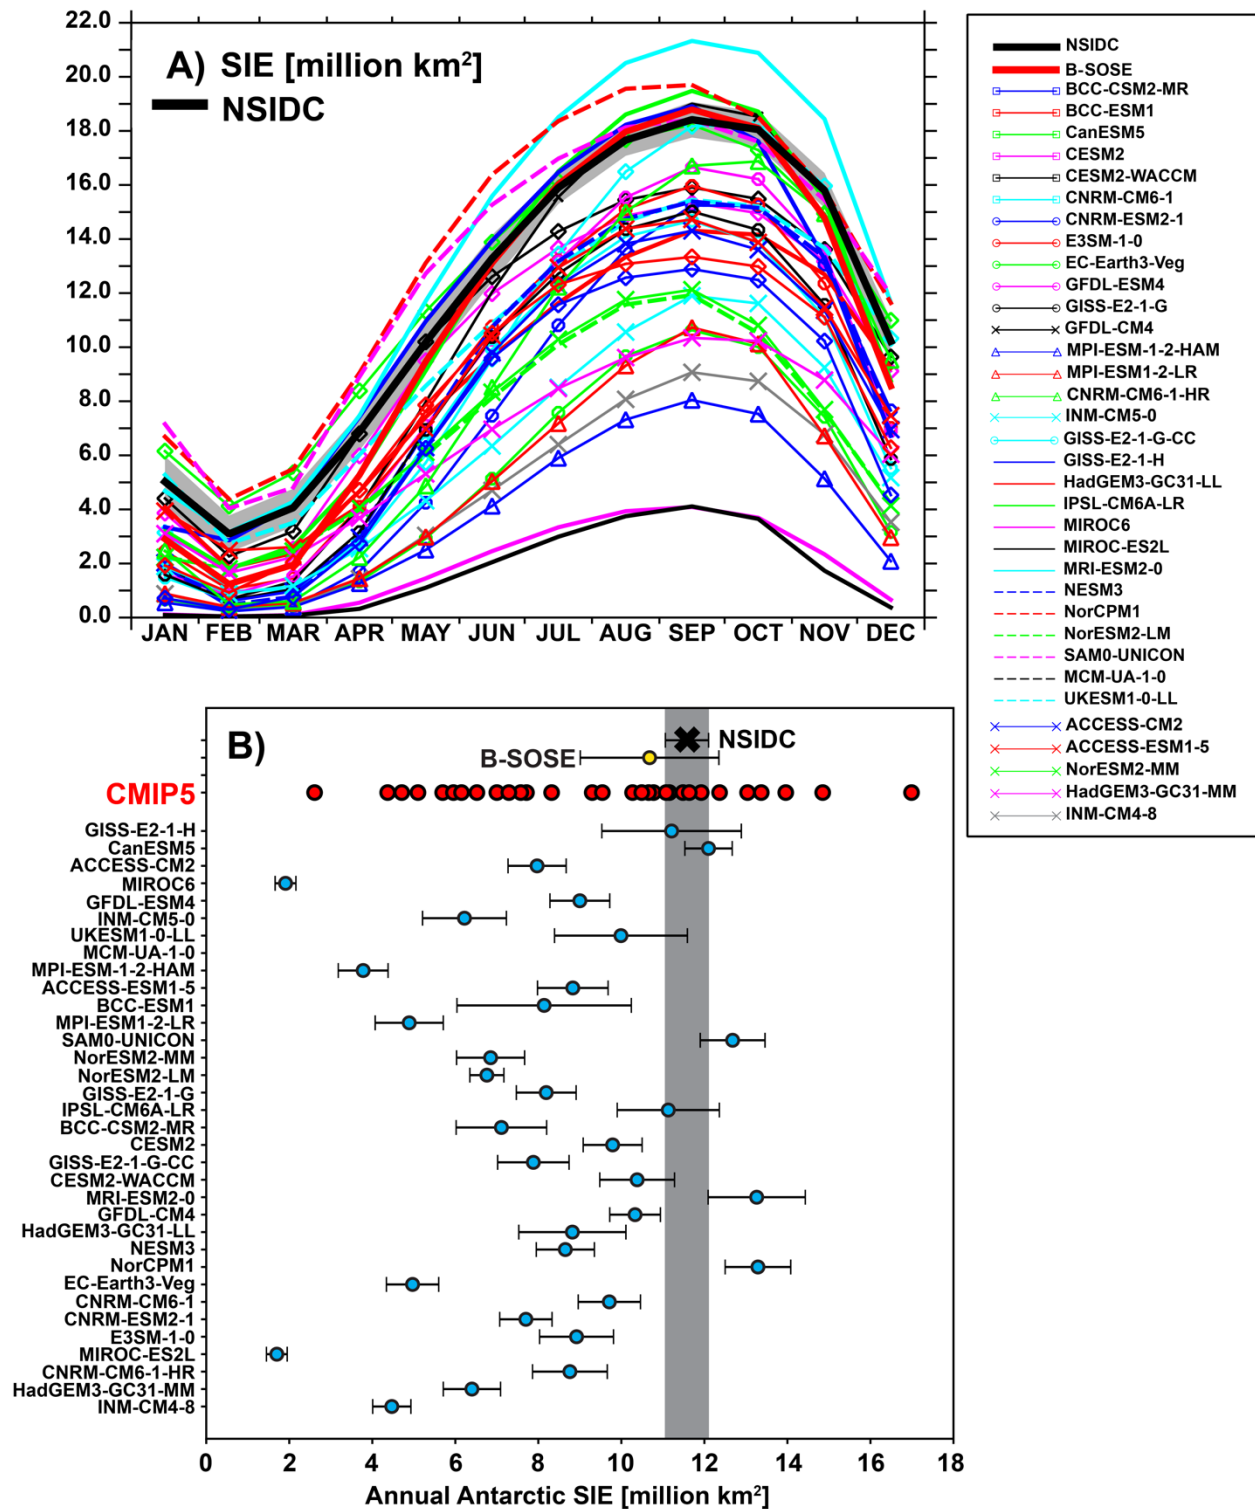 22.0
20.0
18.0
16.0
14.0
12.0
10.0
8.0
6.0
4.0
2.0
0.0
A) SIE [million km²]
NSIDC
JAN FEB MAR APR MAY JUN JUL AUG SEP OCT NOV DEC
NSIDC
B-SOSE
BCC-CSM2-MR
BCC-ESM1
CanESM5
CESM2
CESM2-WACCM
CNRM-CM6-1
CNRM-ESM2-1
E3SM-1-0
EC-Earth3-Veg
GFDL-ESM4
GISS-E2-1-G
GFDL-CM4
MPI-ESM-1-2-HAM
MPI-ESM1-2-LR
CNRM-CM6-1-HR
INM-CM5-0
GISS-E2-1-G-CC
GISS-E2-1-H
HadGEM3-GC31-LL
IPSL-CM6A-LR
MIROC6
MIROC-ES2L
MRI-ESM2-0
NESM3
NorCPM1
NorESM2-LM
SAM0-UNICON
MCM-UA-1-0
UKESM1-0-LL
ACCESS-CM2
ACCESS-ESM1-5
NorESM2-MM
HadGEM3-GC31-MM
INM-CM4-8
B)
NSIDC
B-SOSE
CMIP5
GISS-E2-1-H
CanESM5
ACCESS-CM2
MIROC6
GFDL-ESM4
INM-CM5-0
UKESM1-0-LL
MCM-UA-1-0
MPI-ESM-1-2-HAM
ACCESS-ESM1-5
BCC-ESM1
MPI-ESM1-2-LR
SAM0-UNICON
NorESM2-MM
NorESM2-LM
GISS-E2-1-G
IPSL-CM6A-LR
BCC-CSM2-MR
CESM2
GISS-E2-1-G-CC
CESM2-WACCM
MRI-ESM2-0
GFDL-CM4
HadGEM3-GC31-LL
NESM3
NorCPM1
EC-Earth3-Veg
CNRM-CM6-1
CNRM-ESM2-1
E3SM-1-0
MIROC-ES2L
CNRM-CM6-1-HR
HadGEM3-GC31-MM
INM-CM4-8
0 2 4 6 8 10 12 14 16 18
Annual Antarctic SIE [million km²]